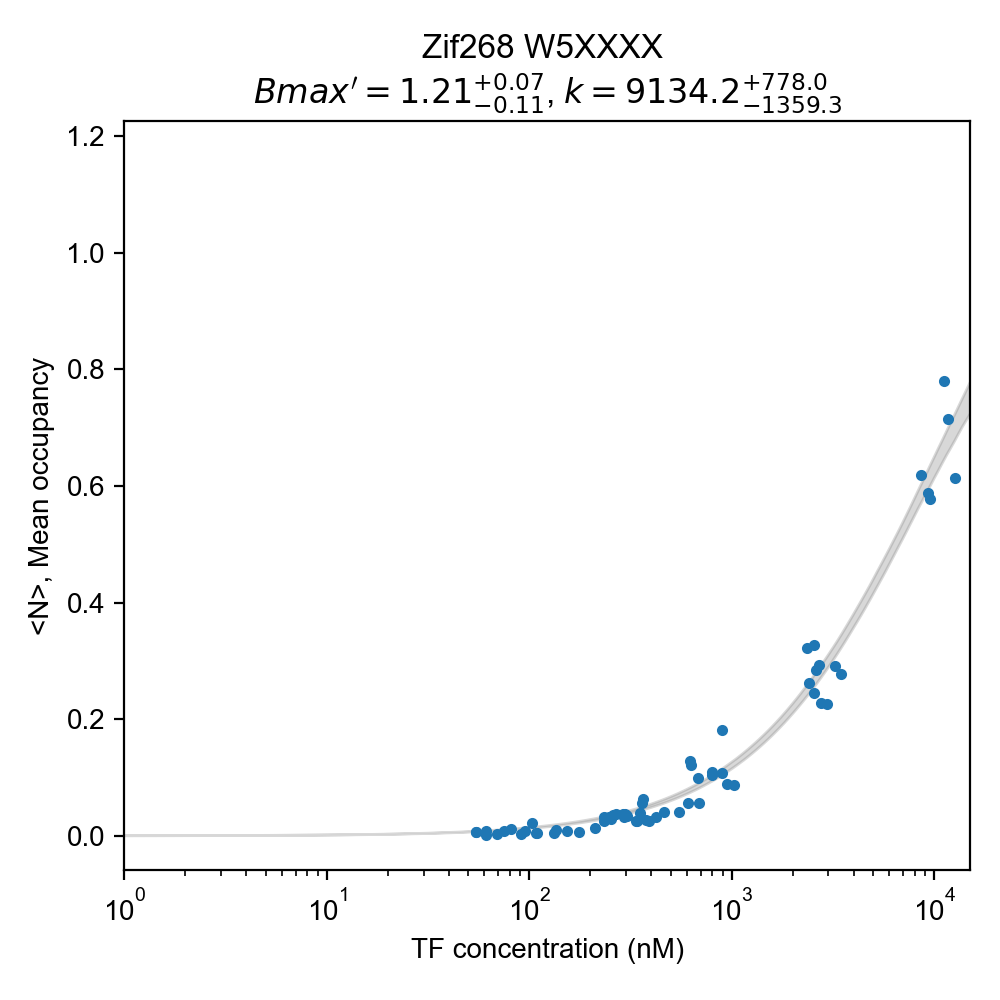 Zif268 W5XXXX
Bmax′ = 1.21 +0.07 −0.11, k = 9134.2 +778.0 −1359.3
1.2
1.0
0.8
0.6
0.4
0.2
0.0
<N>, Mean occupancy
10^0 10^1 10^2 10^3 10^4
TF concentration (nM)